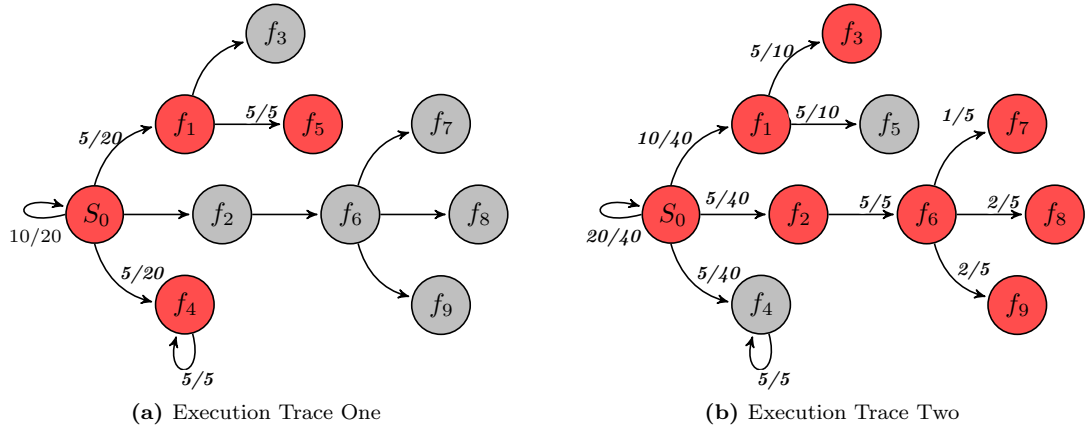 f₃
5/20
f₁
5/5
f₅
f₇
10/20
S₀
f₂
f₆
f₈
5/20
f₄
5/5
f₉
(a) Execution Trace One
5/10
f₃
10/40
f₁
5/10
f₅
1/5
f₇
20/40
S₀
5/40
f₂
5/5
f₆
2/5
f₈
5/40
f₄
5/5
2/5
f₉
(b) Execution Trace Two